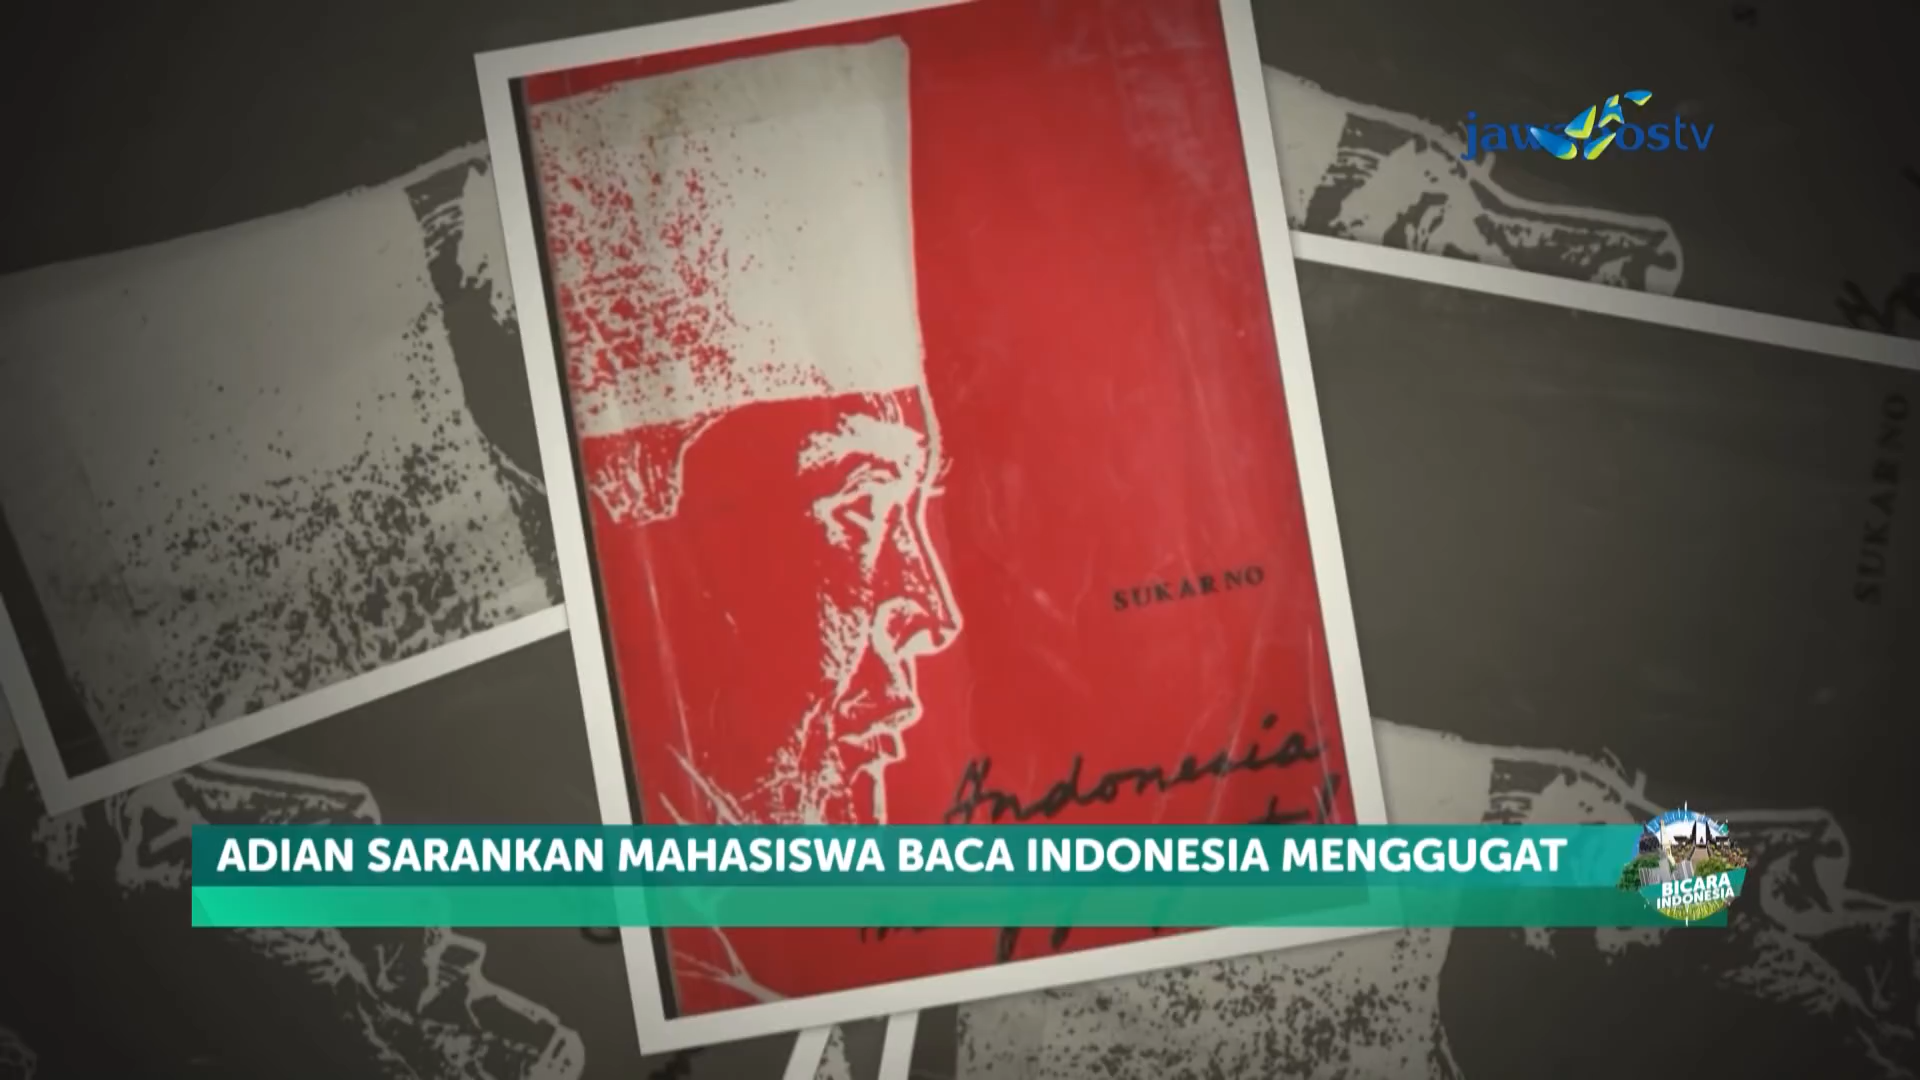 jawapostv
SUKARNO
SUKARNO
Indonesia
ADIAN SARANKAN MAHASISWA BACA INDONESIA MENGGUGAT
BICARA
INDONESIA